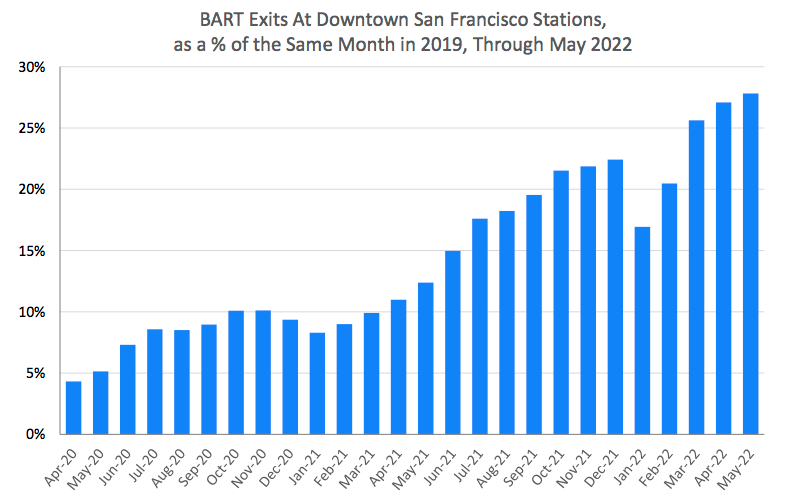 BART Exits At Downtown San Francisco Stations,
as a % of the Same Month in 2019, Through May 2022
30%
25%
20%
15%
10%
5%
0%
Apr-20
May-20
Jun-20
Jul-20
Aug-20
Sep-20
Oct-20
Nov-20
Dec-20
Jan-21
Feb-21
Mar-21
Apr-21
May-21
Jun-21
Jul-21
Aug-21
Sep-21
Oct-21
Nov-21
Dec-21
Jan-22
Feb-22
Mar-22
Apr-22
May-22